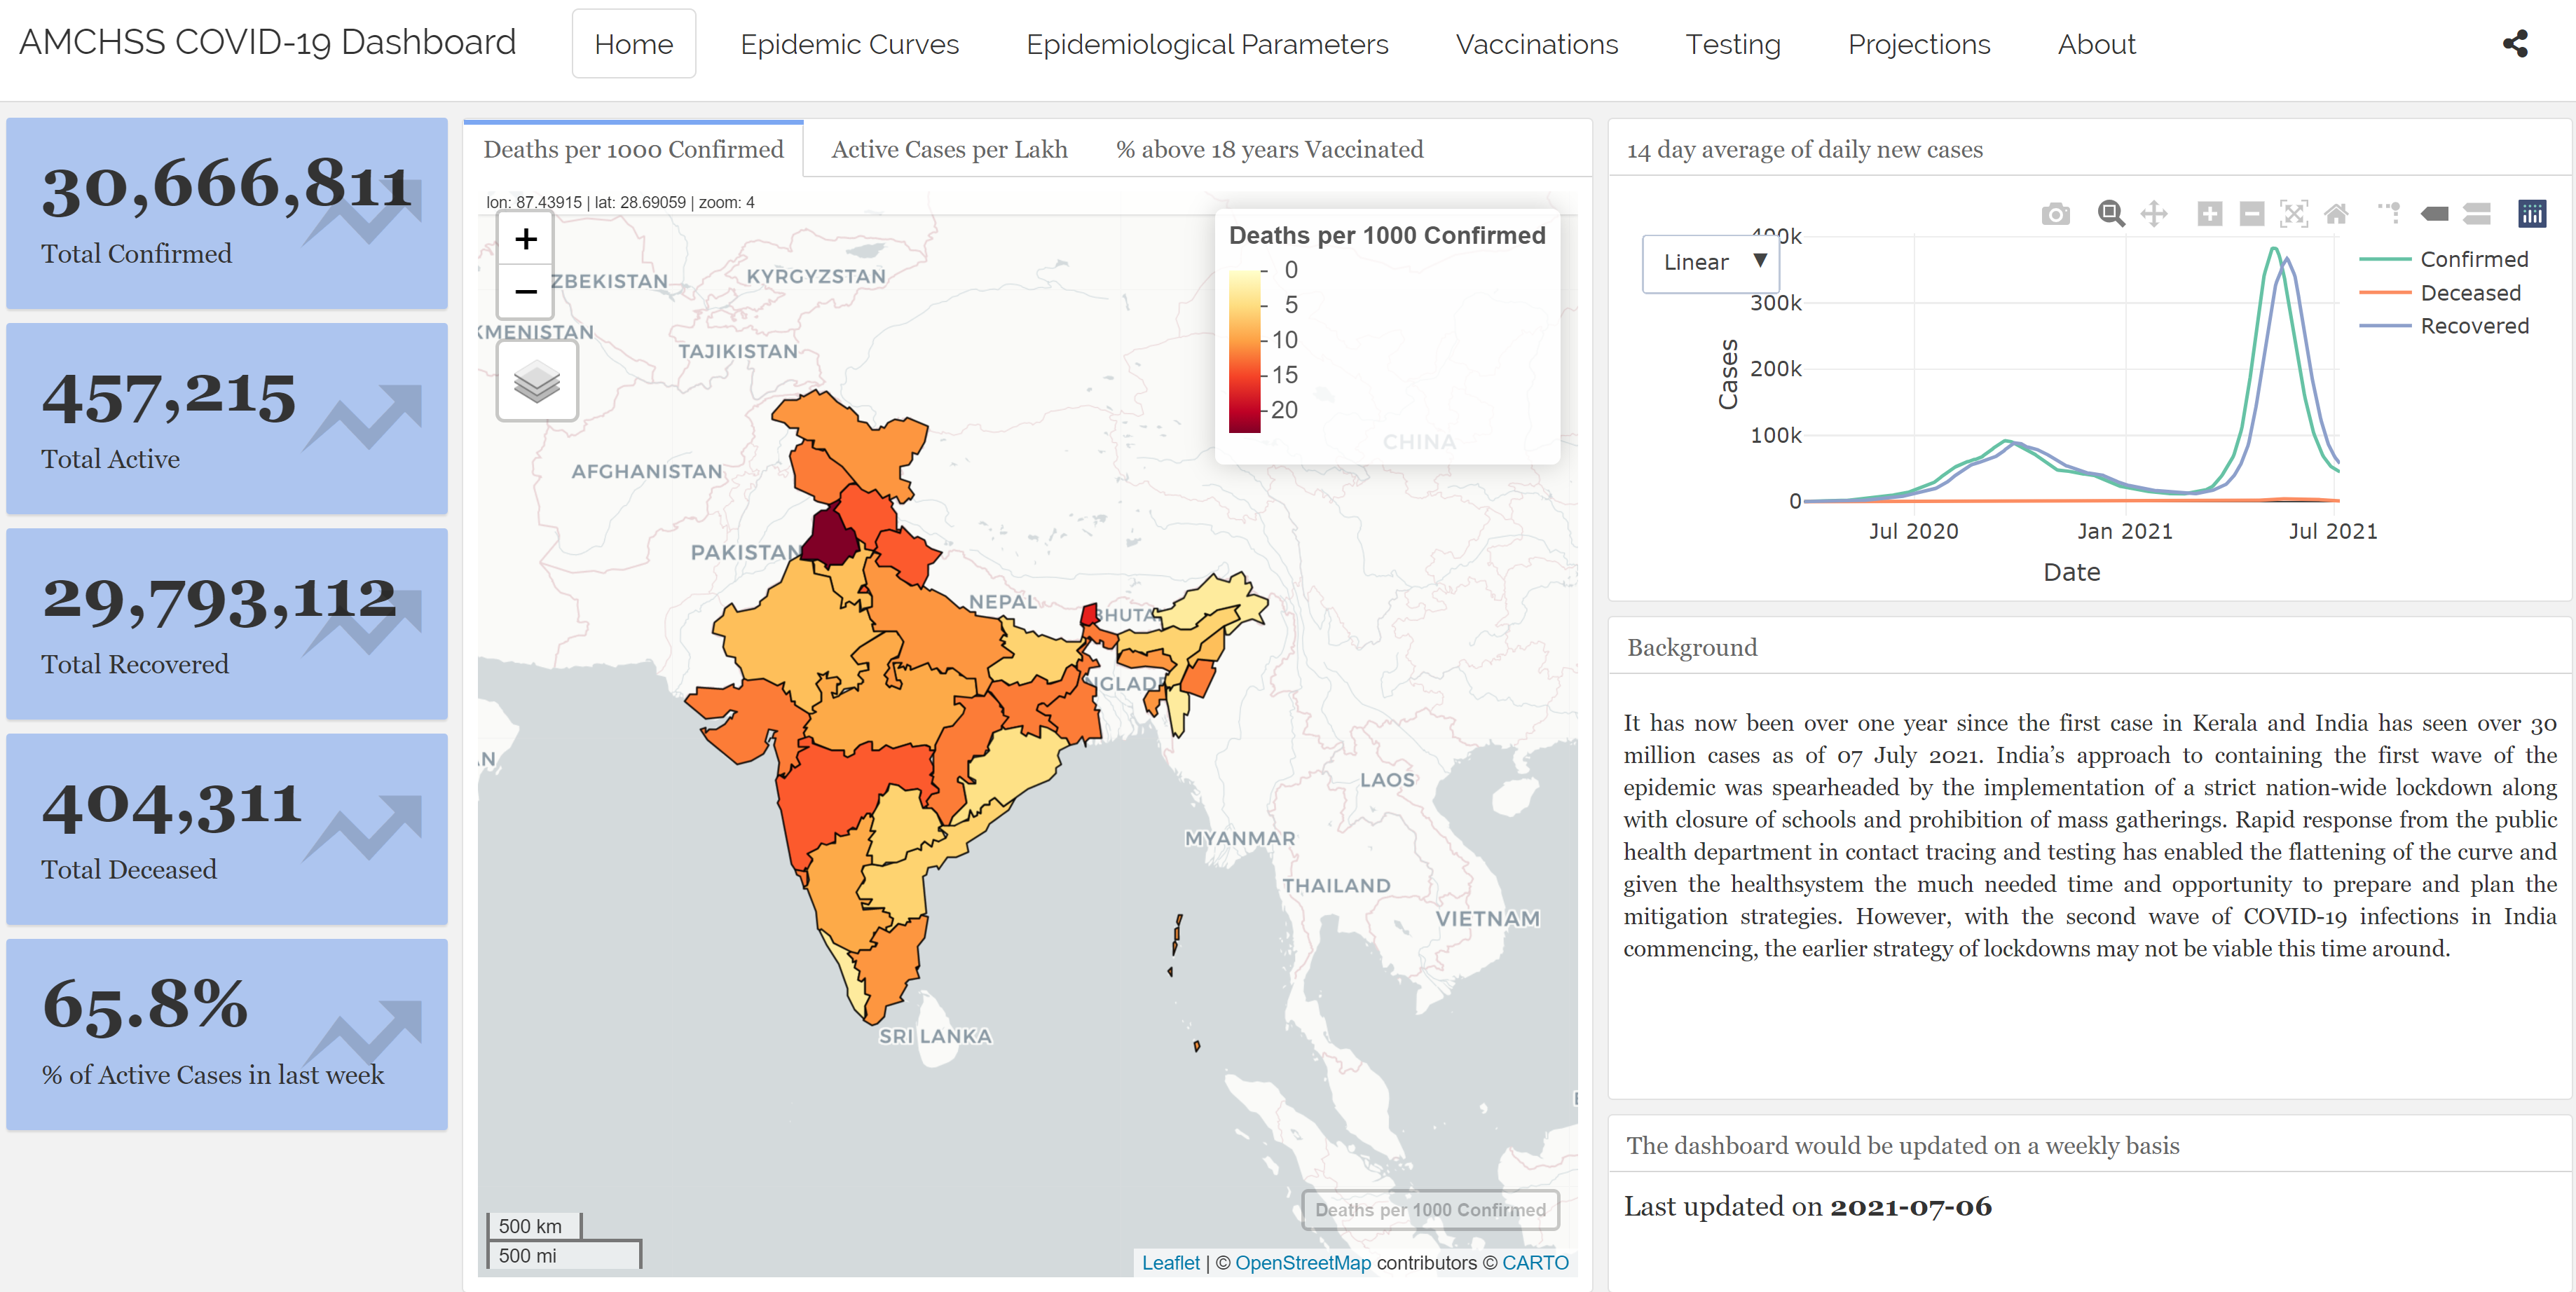 AMCHSS COVID-19 Dashboard
Home
Epidemic Curves
Epidemiological Parameters
Vaccinations
Testing
Projections
About
30,666,811
Total Confirmed
457,215
Total Active
29,793,112
Total Recovered
404,311
Total Deceased
65.8%
% of Active Cases in last week
Deaths per 1000 Confirmed
Active Cases per Lakh
% above 18 years Vaccinated
lon: 87.43915 | lat: 28.69059 | zoom: 4
+
−
Deaths per 1000 Confirmed
0
5
10
15
20
ZBEKISTAN
KYRGYZSTAN
KMENISTAN
TAJIKISTAN
CHINA
AFGHANISTAN
PAKISTAN
NEPAL
BHUTA
NGLADE
AN
LAOS
MYANMAR
THAILAND
VIETNAM
SRI LANKA
Deaths per 1000 Confirmed
500 km
500 mi
Leaflet | © OpenStreetMap contributors © CARTO
14 day average of daily new cases
Linear
400k
300k
200k
100k
0
Cases
Jul 2020
Jan 2021
Jul 2021
Date
Confirmed
Deceased
Recovered
Background
It has now been over one year since the first case in Kerala and India has seen over 30
million cases as of 07 July 2021. India’s approach to containing the first wave of the
epidemic was spearheaded by the implementation of a strict nation-wide lockdown along
with closure of schools and prohibition of mass gatherings. Rapid response from the public
health department in contact tracing and testing has enabled the flattening of the curve and
given the healthsystem the much needed time and opportunity to prepare and plan the
mitigation strategies. However, with the second wave of COVID-19 infections in India
commencing, the earlier strategy of lockdowns may not be viable this time around.
The dashboard would be updated on a weekly basis
Last updated on 2021-07-06